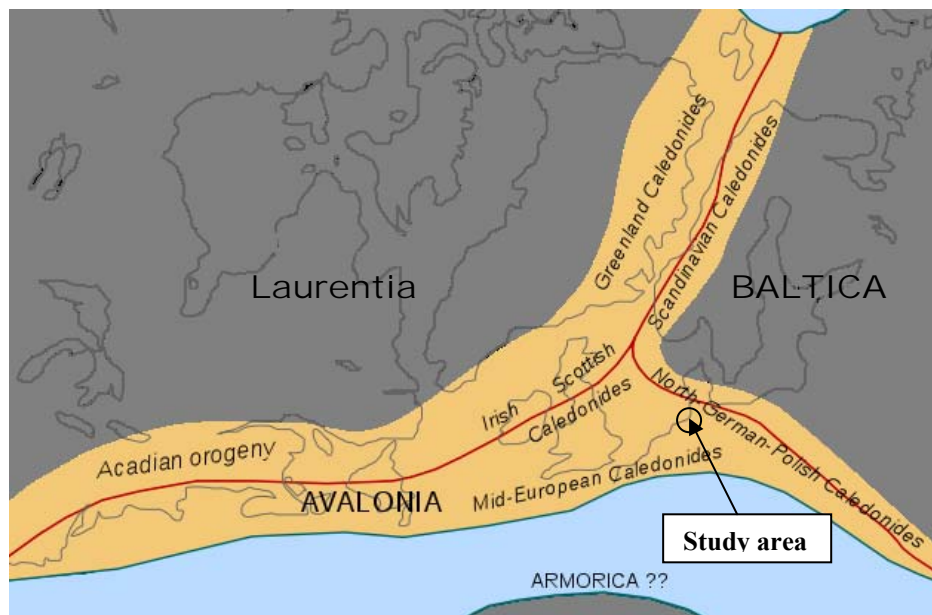 Greenland Caledonides
Scandinavian Caledonides
Laurentia
BALTICA
Irish
Scottish
Caledonides
North German-Polish Caledonides
Acadian orogeny
AVALONIA
Mid-European Caledonides
Study area
ARMORICA ??